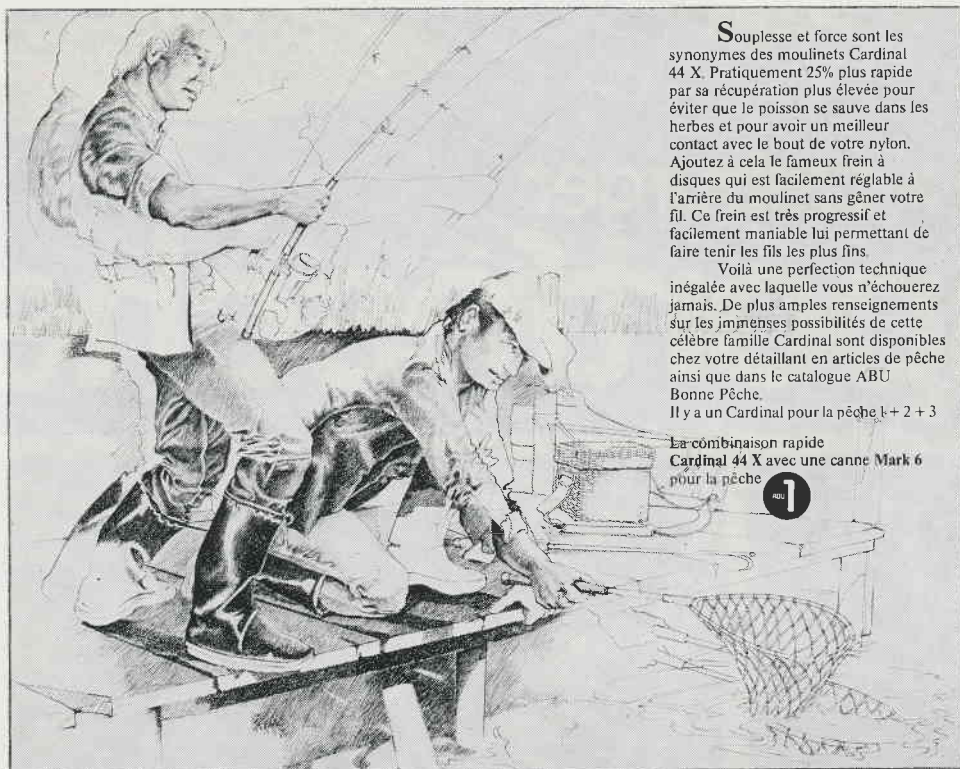 Souplesse et force sont les
synonymes des moulinets Cardinal
44 X. Pratiquement 25% plus rapide
par sa récupération plus élevée pour
éviter que le poisson se sauve dans les
herbes et pour avoir un meilleur
contact avec le bout de votre nylon.
Ajoutez à cela le fameux frein à
disques qui est facilement réglable à
l'arrière du moulinet sans gêner votre
fil. Ce frein est très progressif et
facilement maniable lui permettant de
faire tenir les fils les plus fins.
Voilà une perfection technique
inégalée avec laquelle vous n'échouerez
jamais. De plus amples renseignements
sur les immenses possibilités de cette
célèbre famille Cardinal sont disponibles
chez votre détaillant en articles de pêche
ainsi que dans le catalogue ABU
Bonne Pêche.
Il y a un Cardinal pour la pêche 1 + 2 + 3
La combinaison rapide
Cardinal 44 X avec une canne Mark 6
pour la pêche
ABU 1